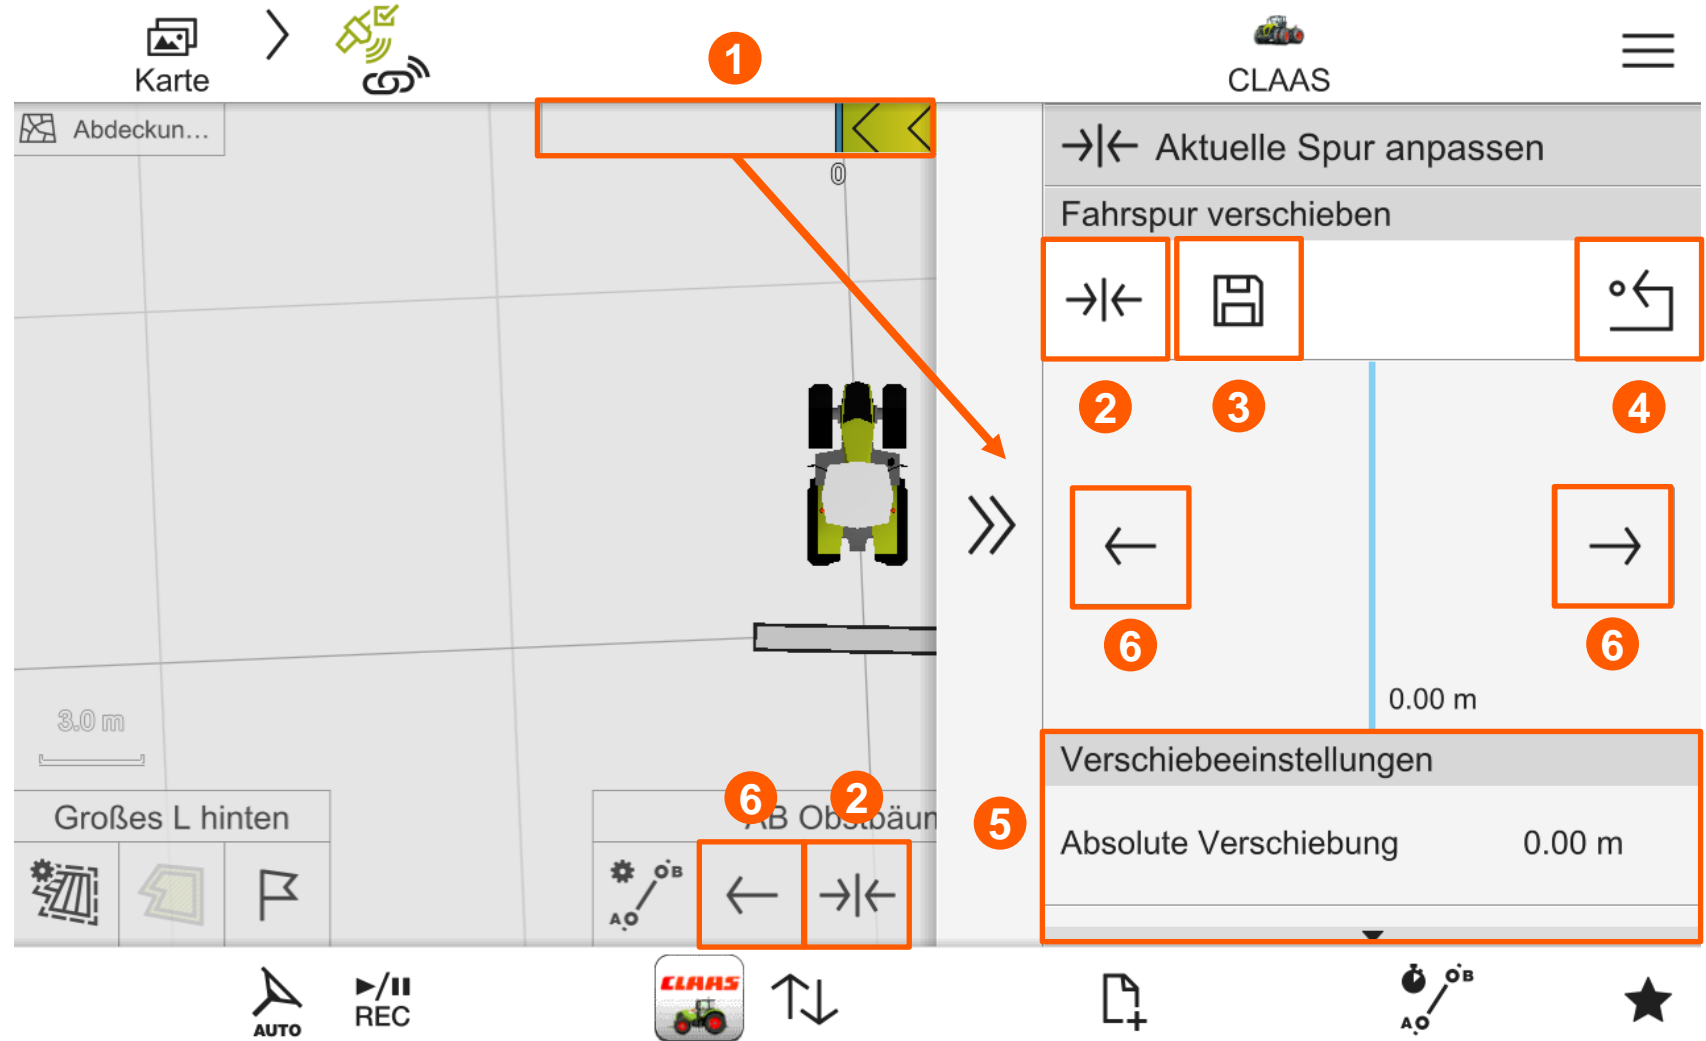 Karte
1
CLAAS
Abdeckun...
Aktuelle Spur anpassen
0
Fahrspur verschieben
2
3
4
6
6
0.00 m
3.0 m
Verschiebeeinstellungen
Großes L hinten
6
2
AB Obstbäun
5
Absolute Verschiebung 0.00 m
B
A
AUTO
REC
CLAAS
B
A